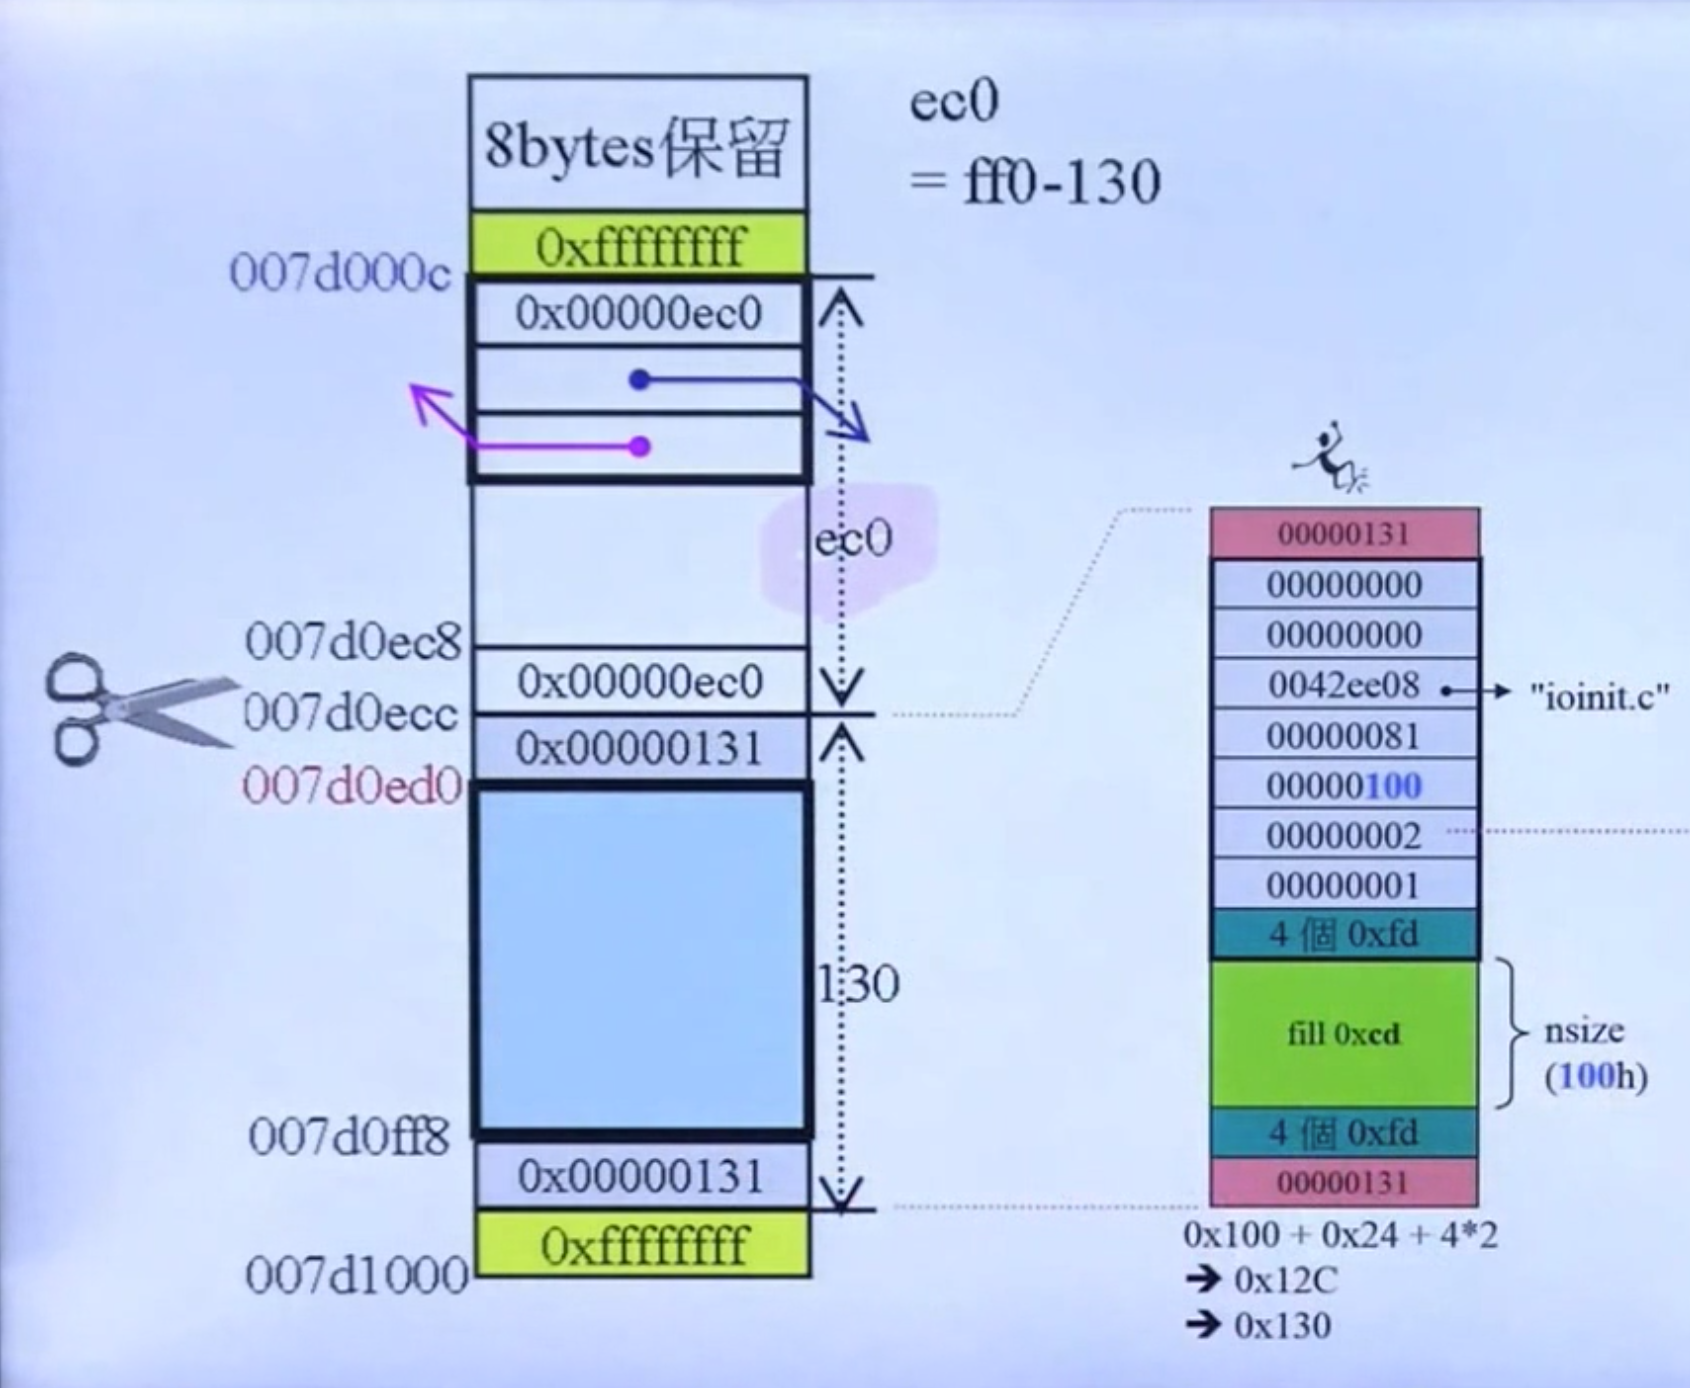 8bytes保留
ec0
= ff0-130
0xffffffff
007d000c
0x00000ec0
ec0
007d0ec8
0x00000ec0
007d0ecc
0x00000131
007d0ed0
130
007d0ff8
0x00000131
0xffffffff
007d1000
00000131
00000000
00000000
0042ee08
"ioinit.c"
00000081
00000100
00000002
00000001
4 個 0xfd
fill 0xcd
nsize
(100h)
4 個 0xfd
00000131
0x100 + 0x24 + 4*2
➔ 0x12C
➔ 0x130